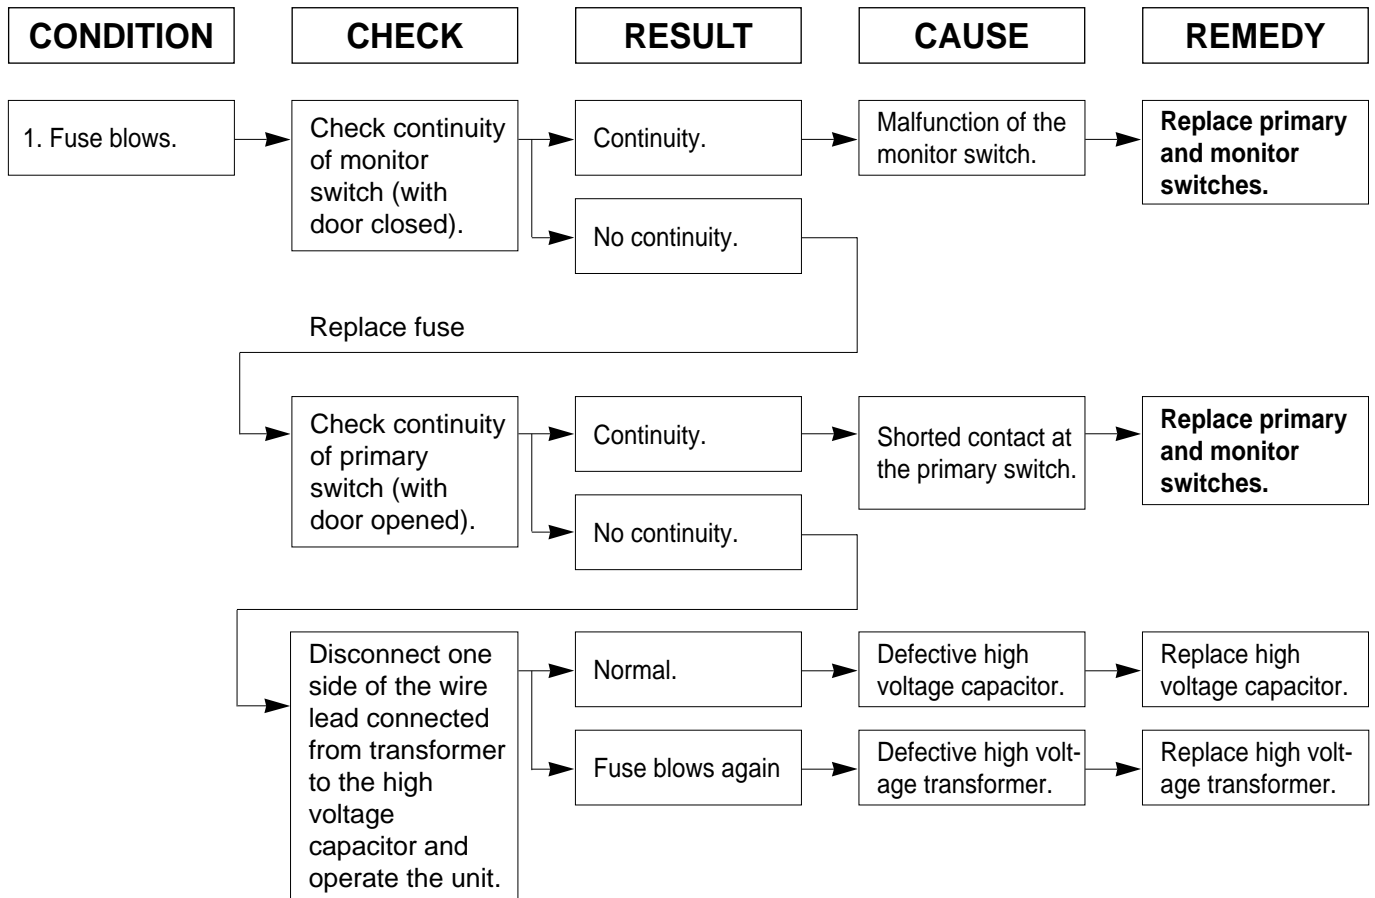 CONDITION
CHECK
RESULT
CAUSE
REMEDY
1. Fuse blows.
Check continuity
of monitor
switch (with
door closed).
Continuity.
Malfunction of the
monitor switch.
Replace primary
and monitor
switches.
No continuity.
Replace fuse
Check continuity
of primary
switch (with
door opened).
Continuity.
Shorted contact at
the primary switch.
Replace primary
and monitor
switches.
No continuity.
Disconnect one
side of the wire
lead connected
from transformer
to the high
voltage
capacitor and
operate the unit.
Normal.
Defective high
voltage capacitor.
Replace high
voltage capacitor.
Fuse blows again
Defective high volt-
age transformer.
Replace high volt-
age transformer.